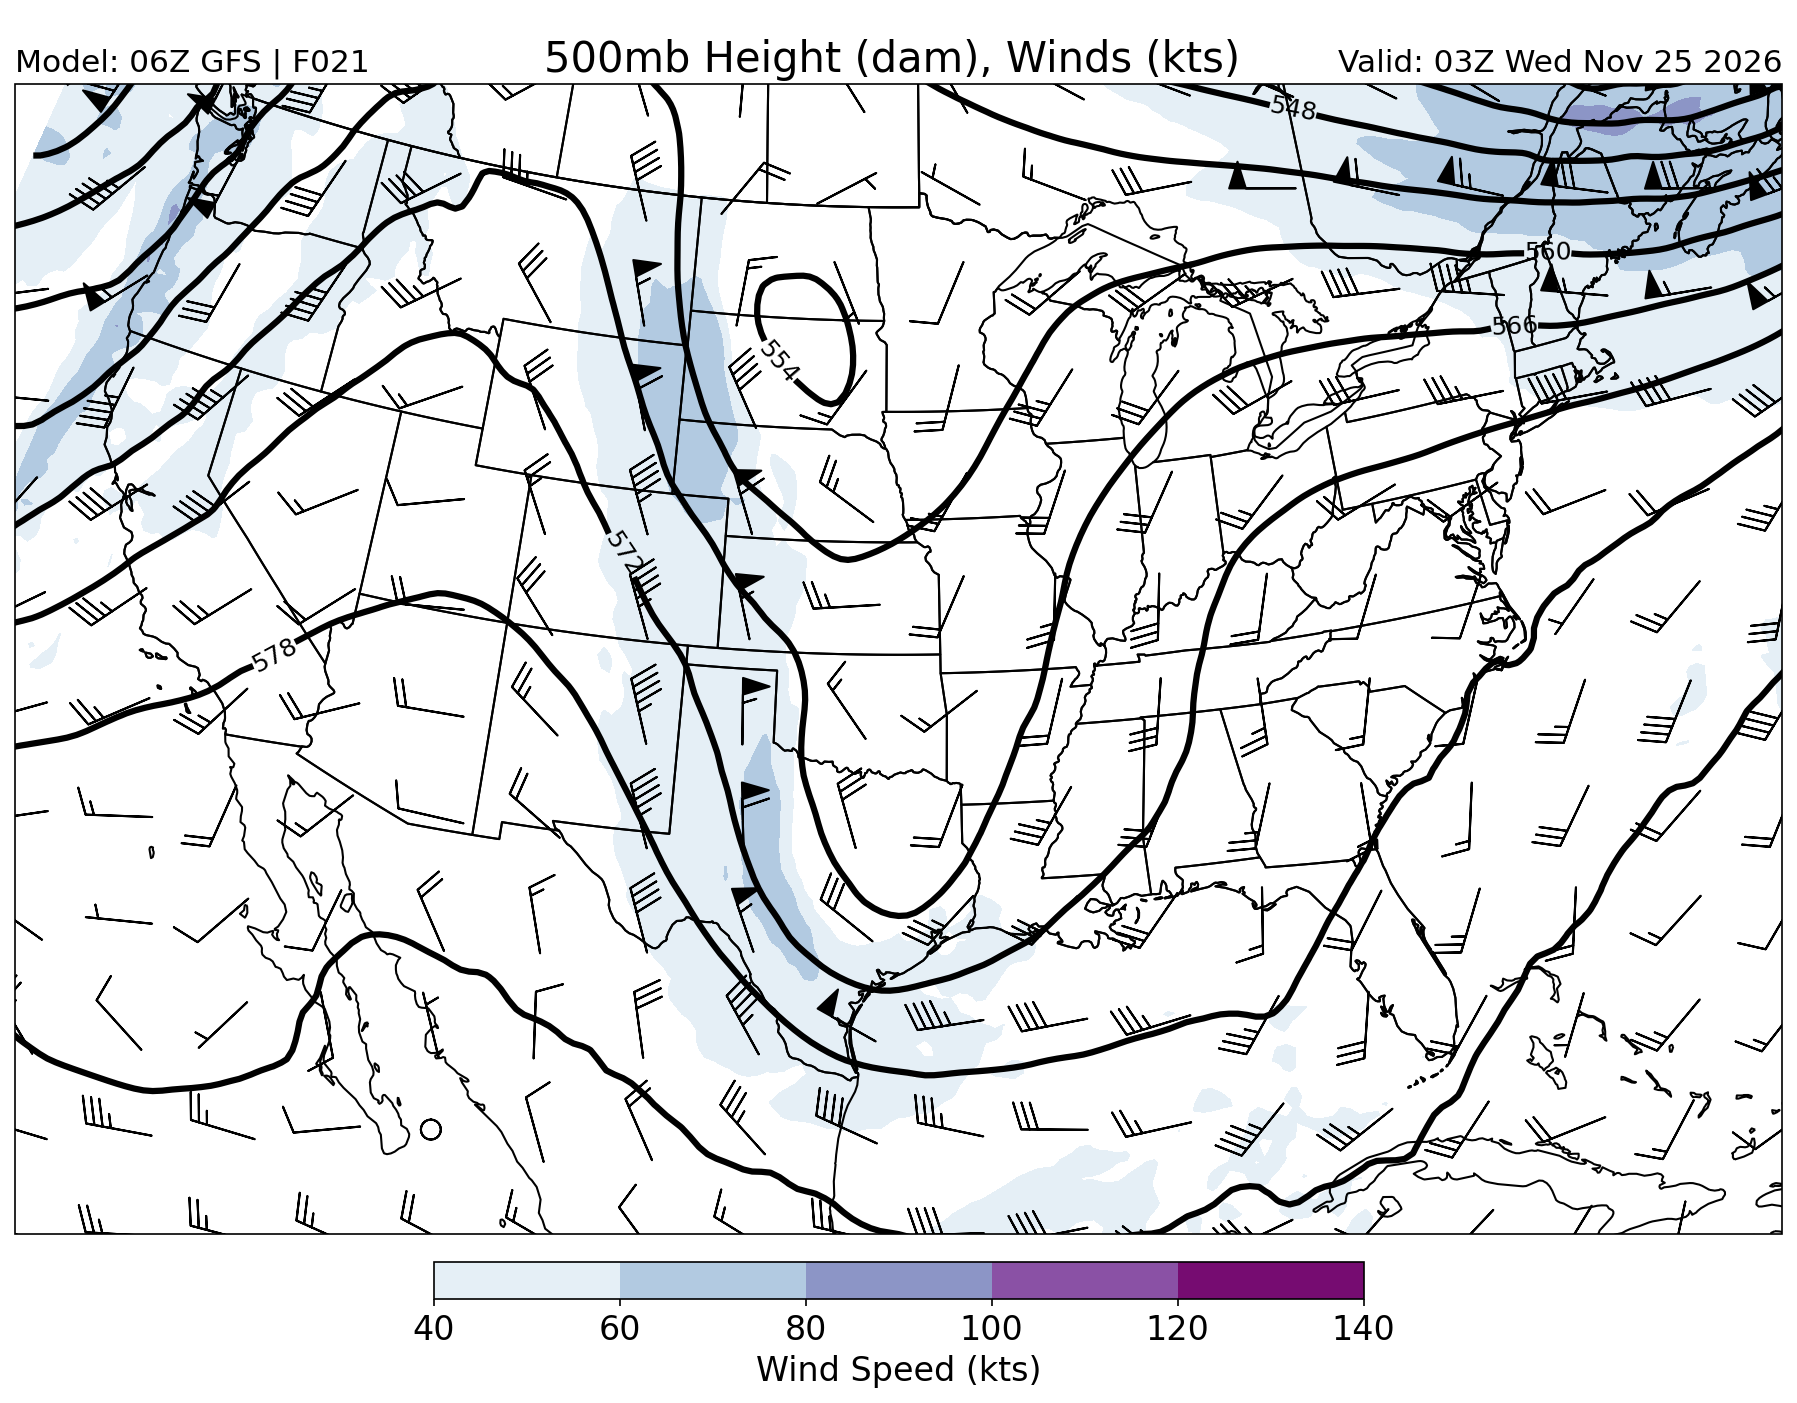 Model: 06Z GFS | F021
500mb Height (dam), Winds (kts)
Valid: 03Z Wed Nov 25 2026
548
560
566
554
572
578
40 60 80 100 120 140
Wind Speed (kts)